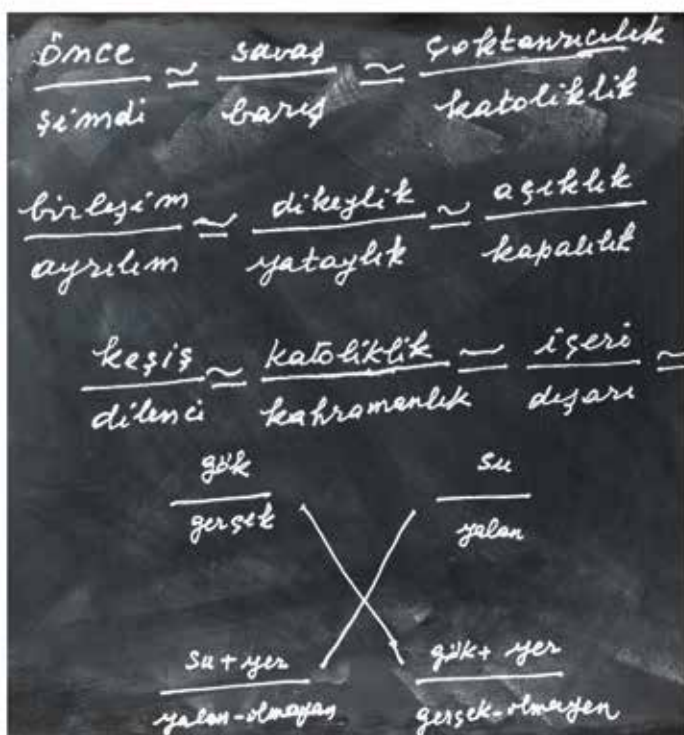 önce ≃ savaş ≃ çoktanrıcılık
şimdi barış katoliklik
birleşim ≃ dikeylik ≃ açıklık
ayrılım yataylık kapalılık
keşiş ≃ katoliklik ≃ içeri ≃
dilenci kahramanlık dışarı
gök su
gerçek yalan
su + yer gök + yer
yalan-olmayan gerçek-olmayen